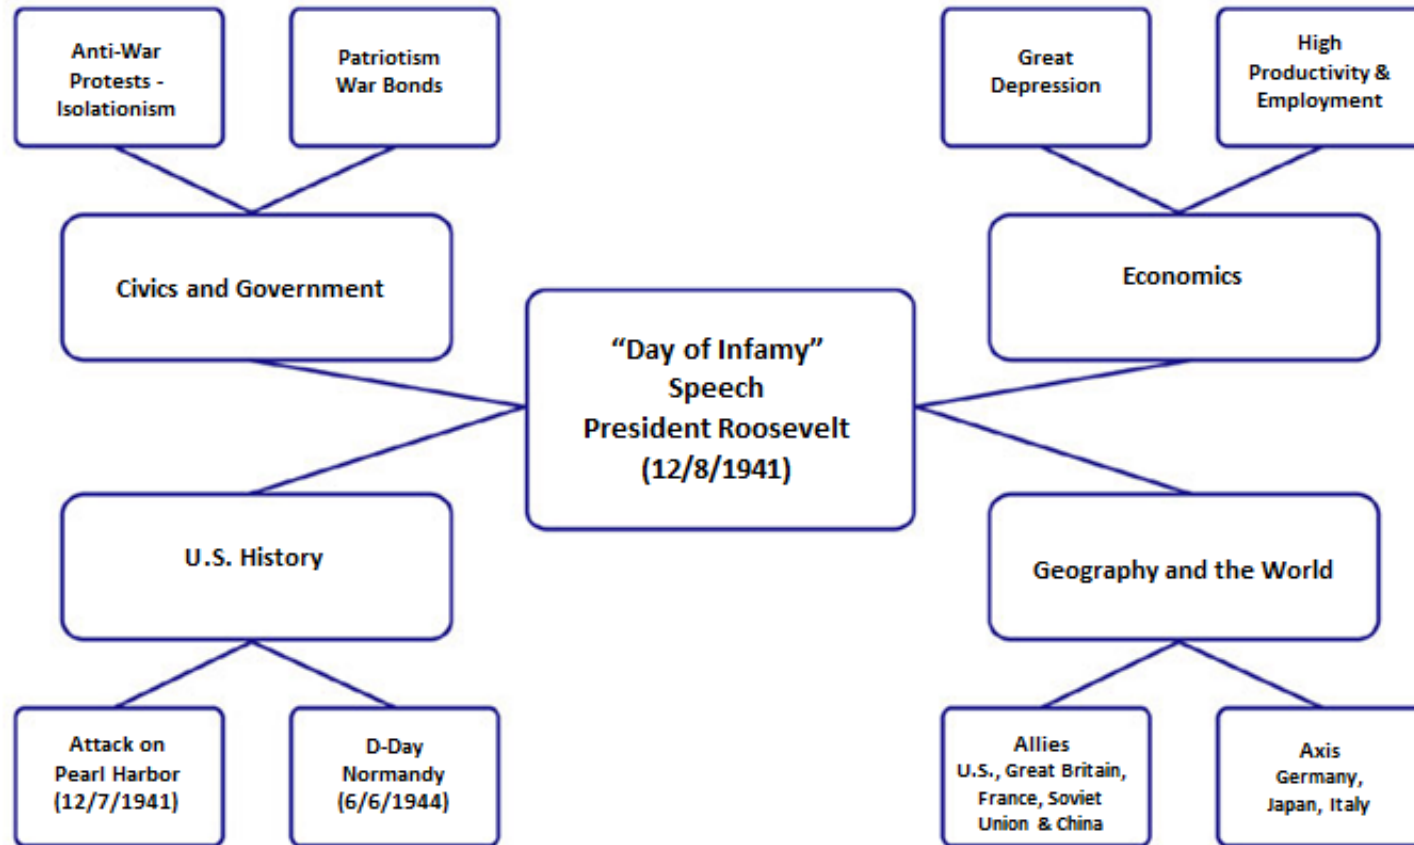 Anti-War
Protests -
Isolationism
Patriotism
War Bonds
Great
Depression
High
Productivity &
Employment
Civics and Government
Economics
“Day of Infamy”
Speech
President Roosevelt
(12/8/1941)
U.S. History
Geography and the World
Attack on
Pearl Harbor
(12/7/1941)
D-Day
Normandy
(6/6/1944)
Allies
U.S., Great Britain,
France, Soviet
Union & China
Axis
Germany,
Japan, Italy